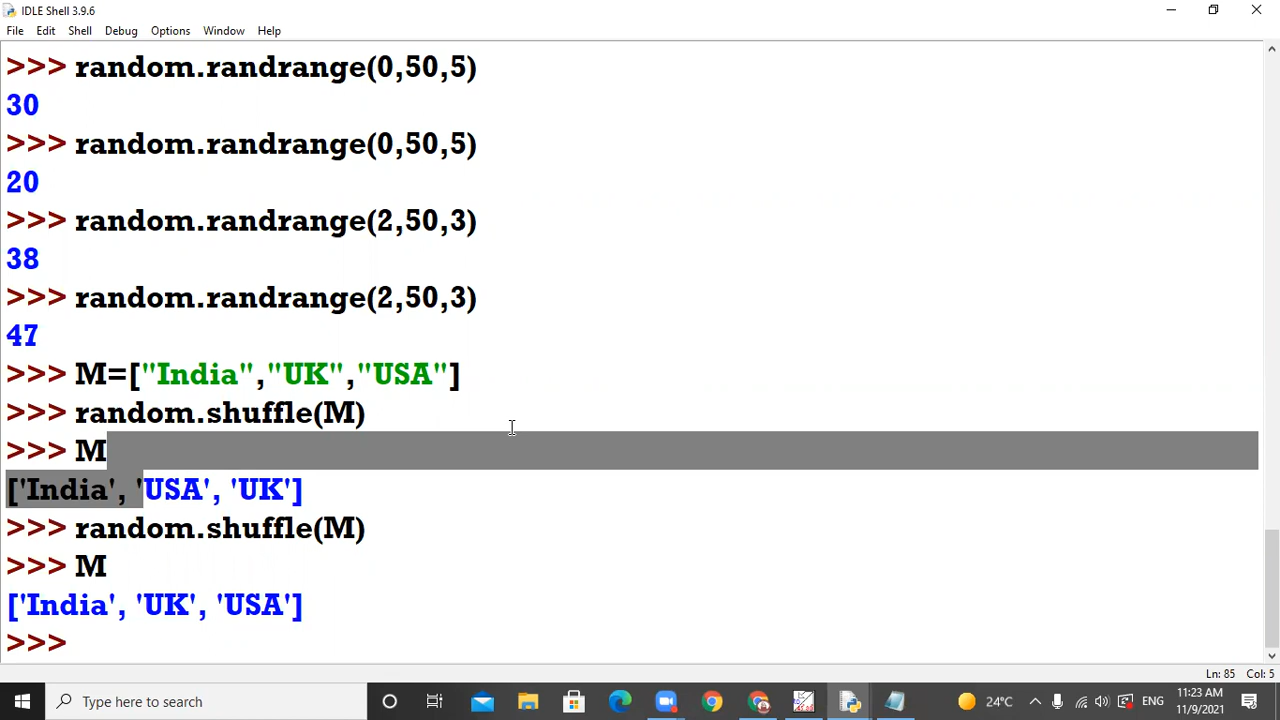 IDLE Shell 3.9.6
File Edit Shell Debug Options Window Help
>>> random.randrange(0,50,5)
30
>>> random.randrange(0,50,5)
20
>>> random.randrange(2,50,3)
38
>>> random.randrange(2,50,3)
47
>>> M=["India","UK","USA"]
>>> random.shuffle(M)
>>> M
['India', 'USA', 'UK']
>>> random.shuffle(M)
>>> M
['India', 'UK', 'USA']
>>>
Ln: 85 Col: 5
Type here to search
24°C
ENG
11:23 AM
11/9/2021